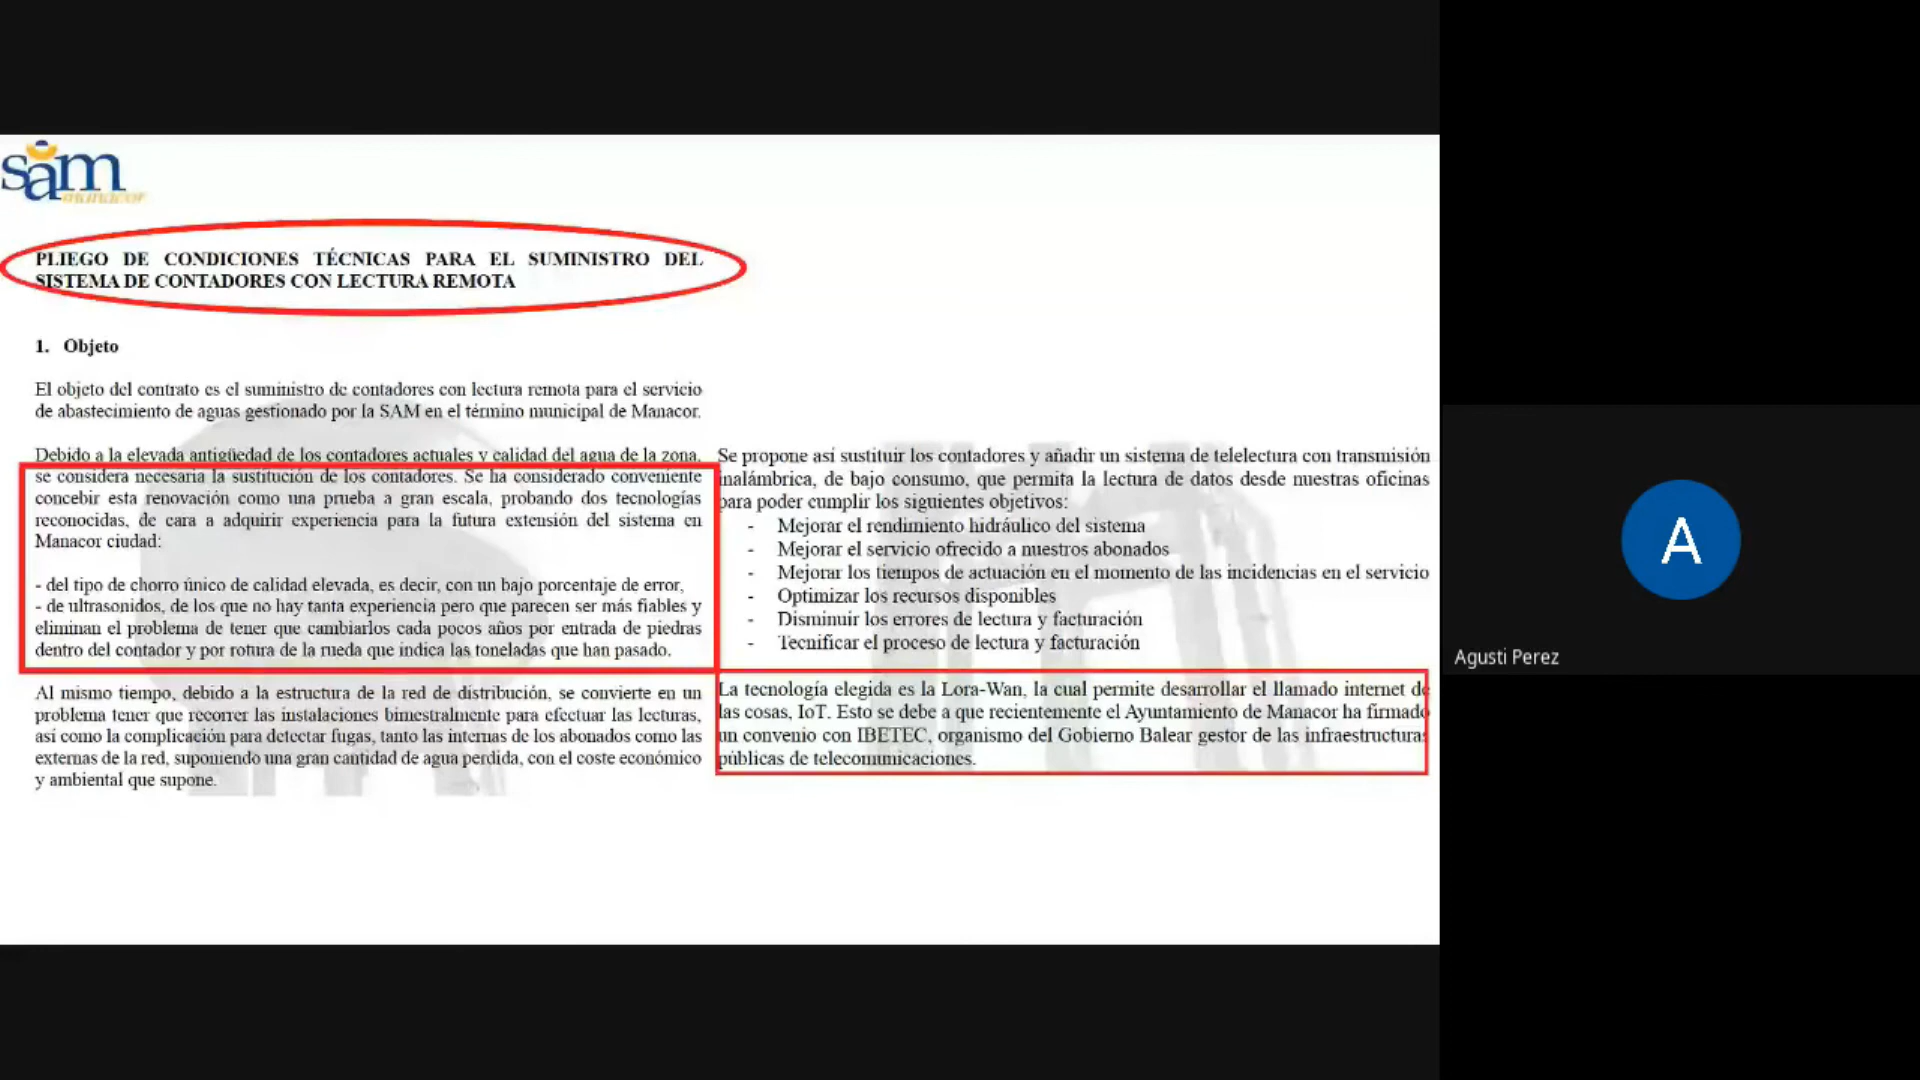 sam
manacor
PLIEGO DE CONDICIONES TÉCNICAS PARA EL SUMINISTRO DEL
SISTEMA DE CONTADORES CON LECTURA REMOTA
1. Objeto
El objeto del contrato es el suministro de contadores con lectura remota para el servicio
de abastecimiento de aguas gestionado por la SAM en el término municipal de Manacor.
Debido a la elevada antigüedad de los contadores actuales y calidad del agua de la zona,
se considera necesaria la sustitución de los contadores. Se ha considerado conveniente
concebir esta renovación como una prueba a gran escala, probando dos tecnologías
reconocidas, de cara a adquirir experiencia para la futura extensión del sistema en
Manacor ciudad:
- del tipo de chorro único de calidad elevada, es decir, con un bajo porcentaje de error,
- de ultrasonidos, de los que no hay tanta experiencia pero que parecen ser más fiables y
eliminan el problema de tener que cambiarlos cada pocos años por entrada de piedras
dentro del contador y por rotura de la rueda que indica las toneladas que han pasado.
Al mismo tiempo, debido a la estructura de la red de distribución, se convierte en un
problema tener que recorrer las instalaciones bimestralmente para efectuar las lecturas,
así como la complicación para detectar fugas, tanto las internas de los abonados como las
externas de la red, suponiendo una gran cantidad de agua perdida, con el coste económico
y ambiental que supone.
Se propone así sustituir los contadores y añadir un sistema de telelectura con transmisión
inalámbrica, de bajo consumo, que permita la lectura de datos desde nuestras oficinas
para poder cumplir los siguientes objetivos:
- Mejorar el rendimiento hidráulico del sistema
- Mejorar el servicio ofrecido a nuestros abonados
- Mejorar los tiempos de actuación en el momento de las incidencias en el servicio
- Optimizar los recursos disponibles
- Disminuir los errores de lectura y facturación
- Tecnificar el proceso de lectura y facturación
La tecnología elegida es la Lora-Wan, la cual permite desarrollar el llamado internet de
las cosas, IoT. Esto se debe a que recientemente el Ayuntamiento de Manacor ha firmado
un convenio con IBETEC, organismo del Gobierno Balear gestor de las infraestructuras
públicas de telecomunicaciones.
A
Agusti Perez